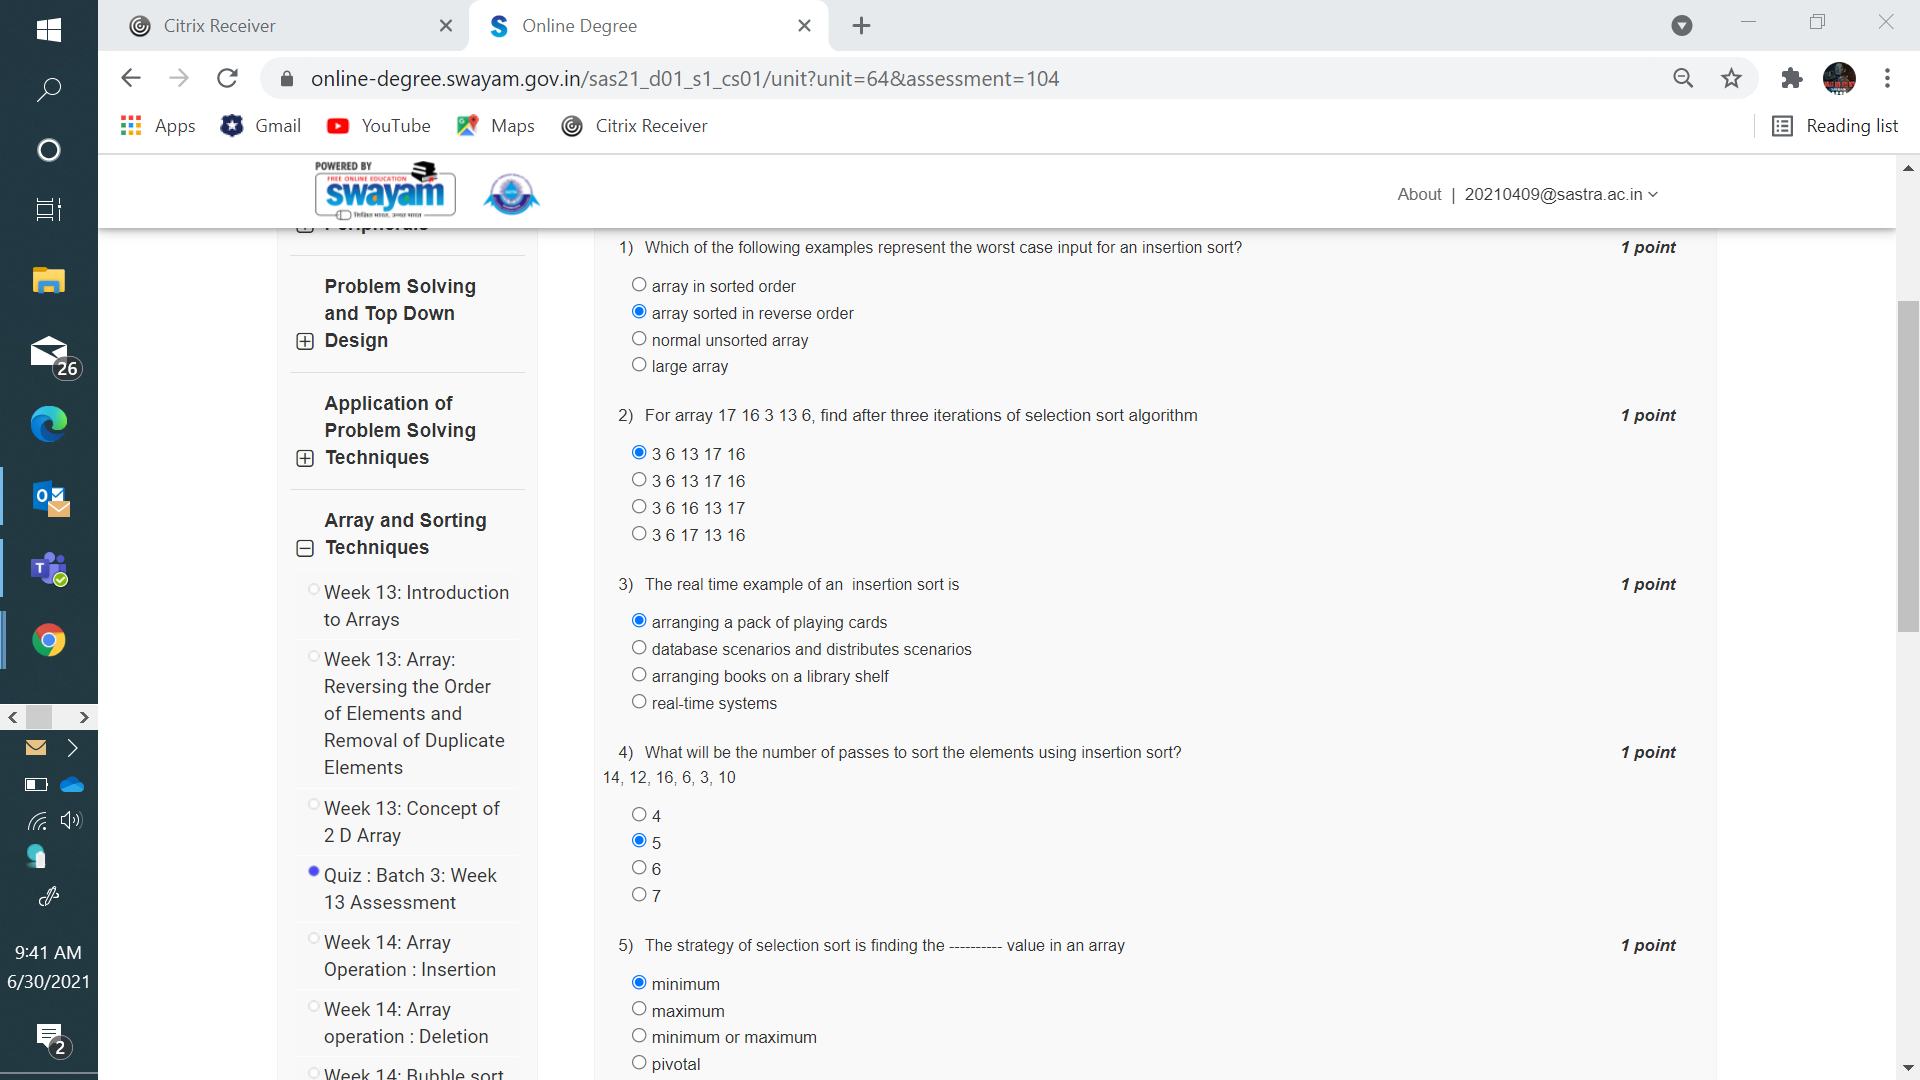 Citrix Receiver
Online Degree
online-degree.swayam.gov.in/sas21_d01_s1_cs01/unit?unit=64&assessment=104
Apps
Gmail
YouTube
Maps
Citrix Receiver
Reading list
POWERED BY
FREE ONLINE EDUCATION
swayam
About | 20210409@sastra.ac.in
Peripherals
Problem Solving
and Top Down
Design
Application of
Problem Solving
Techniques
Array and Sorting
Techniques
Week 13: Introduction
to Arrays
Week 13: Array:
Reversing the Order
of Elements and
Removal of Duplicate
Elements
Week 13: Concept of
2 D Array
Quiz : Batch 3: Week
13 Assessment
Week 14: Array
Operation : Insertion
Week 14: Array
operation : Deletion
Week 14: Bubble sort
1) Which of the following examples represent the worst case input for an insertion sort? 1 point
array in sorted order
array sorted in reverse order
normal unsorted array
large array
2) For array 17 16 3 13 6, find after three iterations of selection sort algorithm 1 point
3 6 13 17 16
3 6 13 17 16
3 6 16 13 17
3 6 17 13 16
3) The real time example of an insertion sort is 1 point
arranging a pack of playing cards
database scenarios and distributes scenarios
arranging books on a library shelf
real-time systems
4) What will be the number of passes to sort the elements using insertion sort? 1 point
14, 12, 16, 6, 3, 10
4
5
6
7
5) The strategy of selection sort is finding the ---------- value in an array 1 point
minimum
maximum
minimum or maximum
pivotal
26
9:41 AM
6/30/2021
2